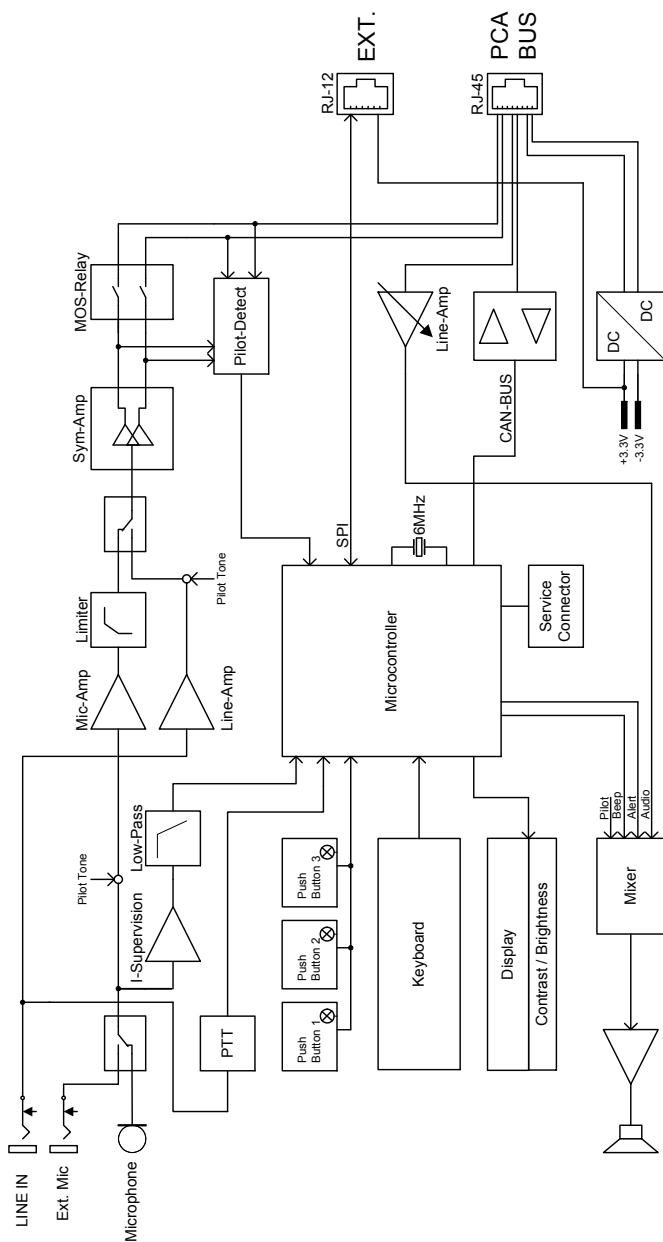 LINE IN
Ext. Mic
Microphone
Pilot Tone
Mic-Amp
Line-Amp
Limiter
Pilot Tone
Sym-Amp
MOS-Relay
Pilot-Detect
I-Supervision
Low-Pass
PTT
Push
Button 1
Push
Button 2
Push
Button 3
Keyboard
Display
Contrast / Brightness
Microcontroller
SPI
6MHz
Service
Connector
CAN-BUS
Line-Amp
RJ-12
EXT.
RJ-45
PCA
BUS
DC
DC
+3.3V
-3.3V
Pilot
Beep
Alert
Audio
Mixer